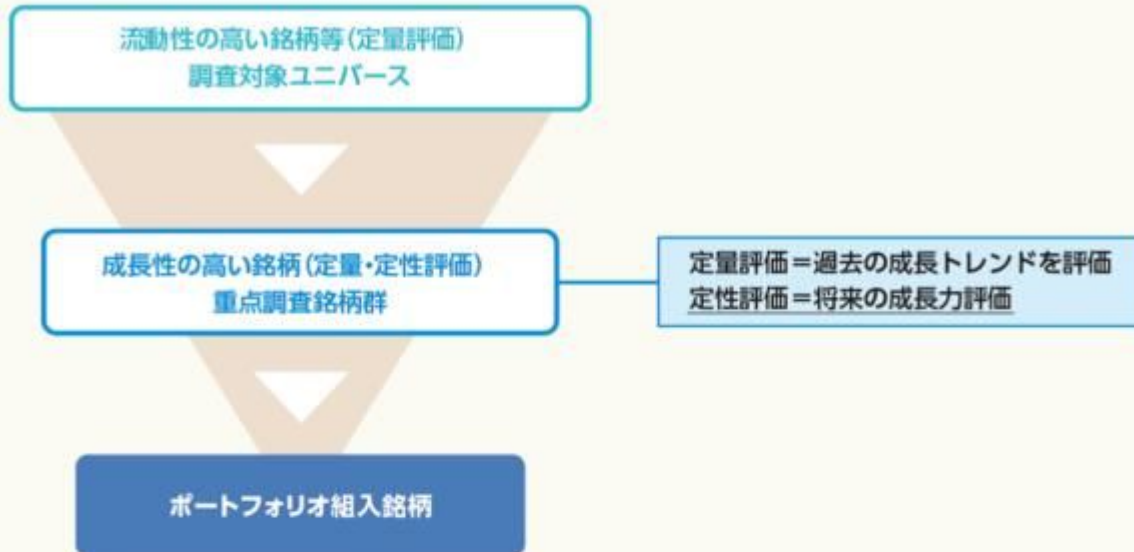 流動性の高い銘柄等(定量評価)
調査対象ユニバース
成長性の高い銘柄(定量・定性評価)
重点調査銘柄群
定量評価=過去の成長トレンドを評価
定性評価=将来の成長力評価
ポートフォリオ組入銘柄